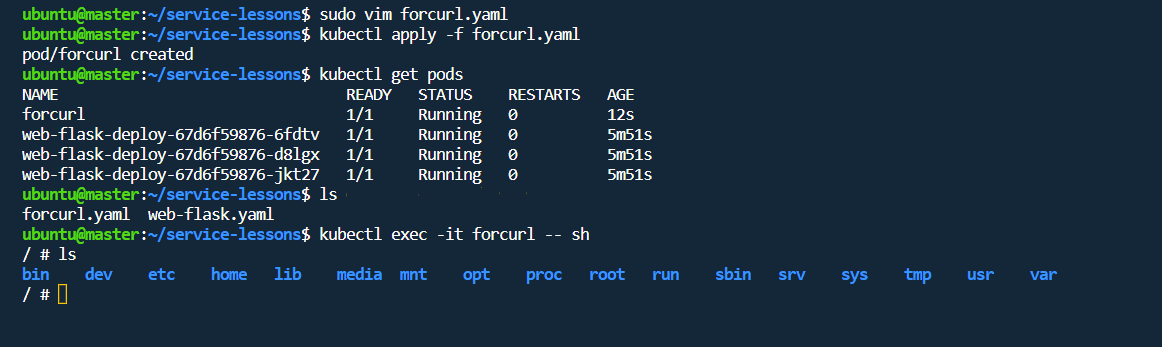 ubuntu@master:~/service-lessons$ sudo vim forcurl.yaml
ubuntu@master:~/service-lessons$ kubectl apply -f forcurl.yaml
pod/forcurl created
ubuntu@master:~/service-lessons$ kubectl get pods
NAME                                READY   STATUS    RESTARTS   AGE
forcurl                             1/1     Running   0          12s
web-flask-deploy-67d6f59876-6fdtv   1/1     Running   0          5m51s
web-flask-deploy-67d6f59876-d8lgx   1/1     Running   0          5m51s
web-flask-deploy-67d6f59876-jkt27   1/1     Running   0          5m51s
ubuntu@master:~/service-lessons$ ls
forcurl.yaml  web-flask.yaml
ubuntu@master:~/service-lessons$ kubectl exec -it forcurl -- sh
/ # ls
bin    dev    etc    home   lib    media  mnt    opt    proc   root   run    sbin   srv    sys    tmp    usr    var
/ #